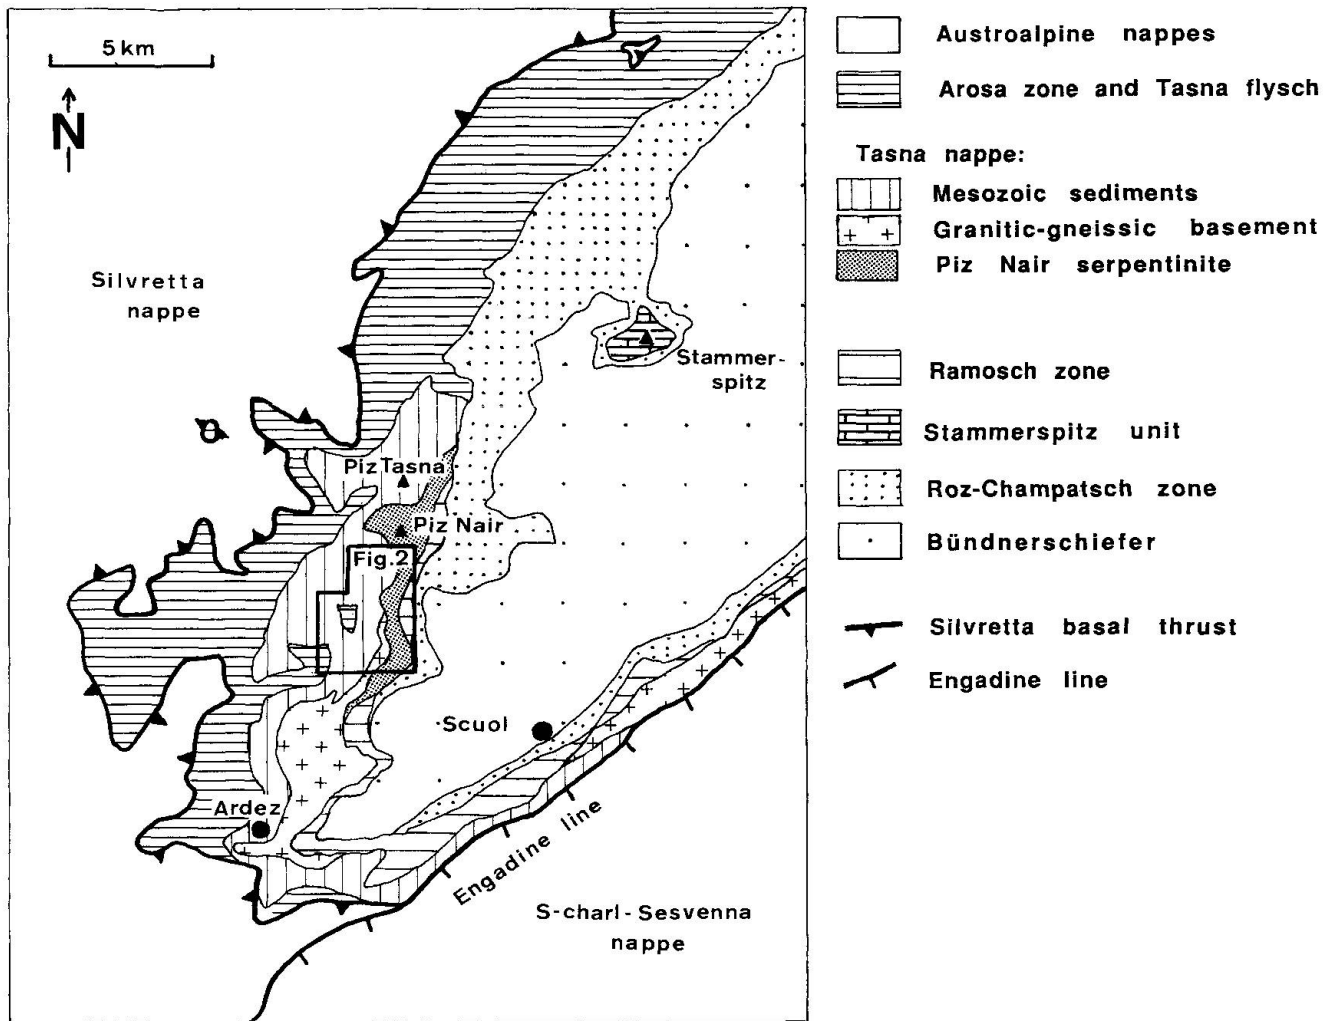 5 km
N
Silvretta
nappe
Stammer-
spitz
Piz Tasna
Piz Nair
Fig.2
Scuol
Ardez
Engadine line
S-charl-Sesvenna
nappe
Austroalpine nappes
Arosa zone and Tasna flysch
Tasna nappe:
Mesozoic sediments
Granitic-gneissic basement
Piz Nair serpentinite
Ramosch zone
Stammerspitz unit
Roz-Champatsch zone
Bündnerschiefer
Silvretta basal thrust
Engadine line